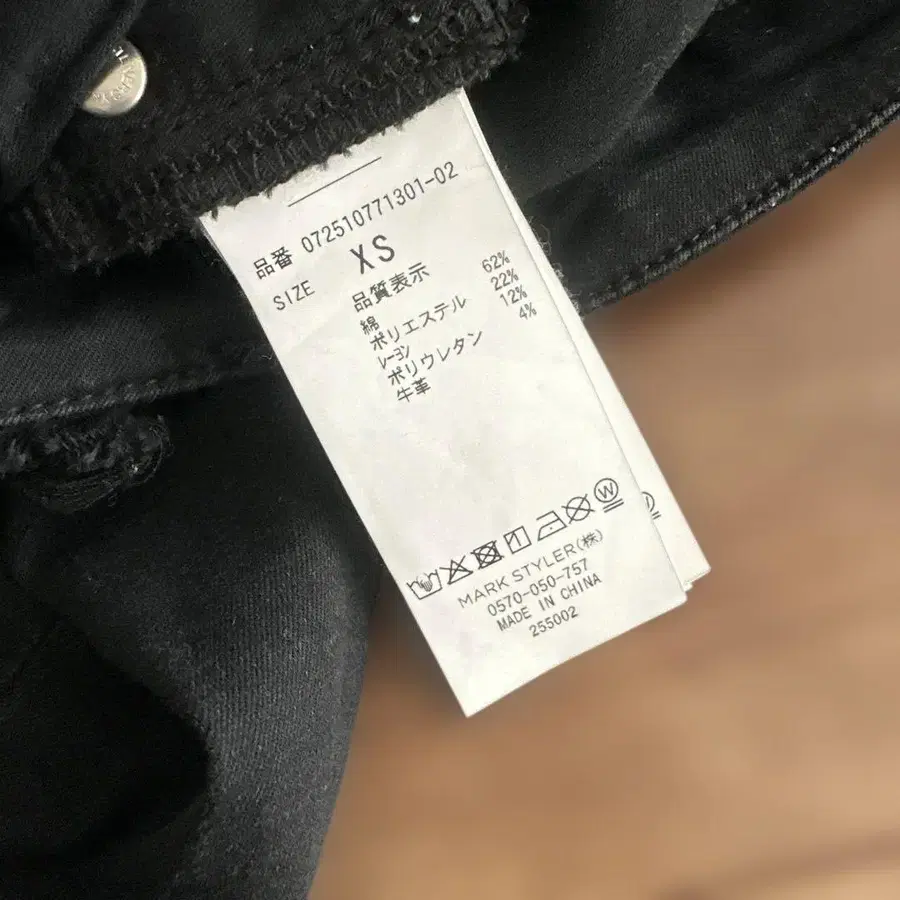 品番 072510771301-02
SIZE XS
品質表示
綿 62%
ポリエステル 22%
レーヨン 12%
ポリウレタン 4%
牛革
W
MARK STYLER(株)
0570-050-757
MADE IN CHINA
255002